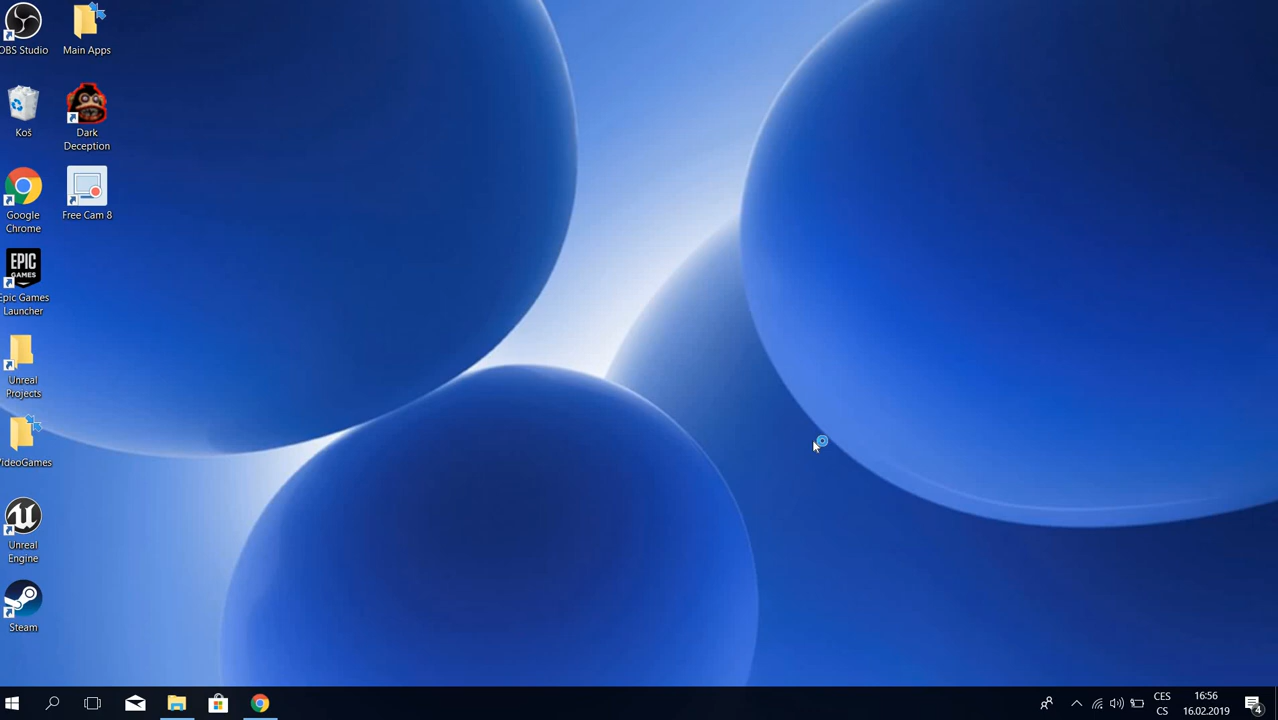 OBS Studio
Main Apps
Koš
Dark
Deception
Google
Chrome
Free Cam 8
EPIC
GAMES
Epic Games
Launcher
Unreal
Projects
VideoGames
Unreal
Engine
Steam
CES
CS
16:56
16.02.2019
4